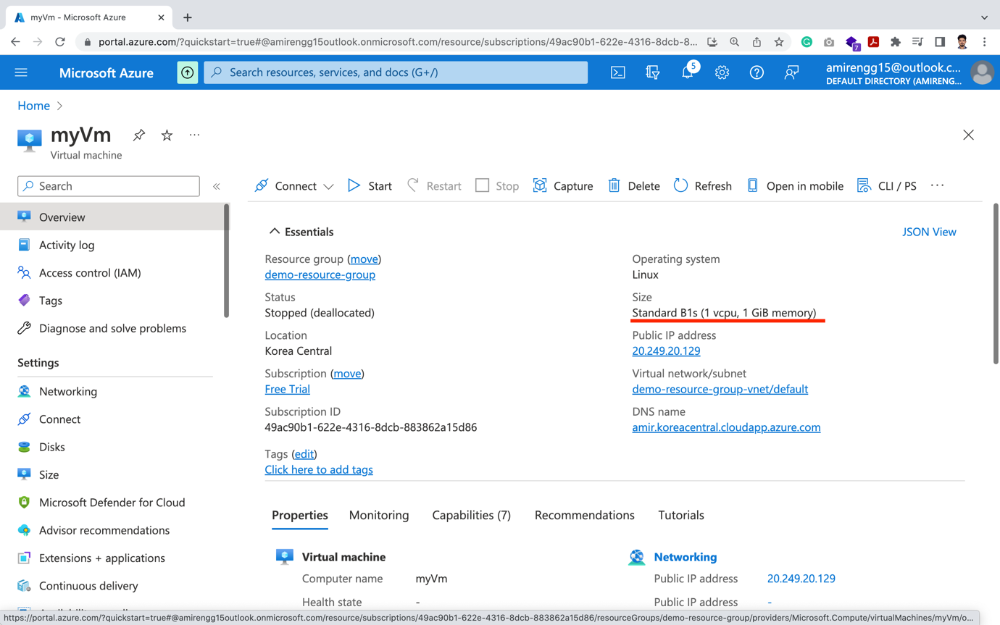 myVm - Microsoft Azure
portal.azure.com/?quickstart=true#@amirengg15outlook.onmicrosoft.com/resource/subscriptions/49ac90b1-622e-4316-8dcb-8...
7
Microsoft Azure
Search resources, services, and docs (G+/)
5
amirengg15@outlook.c...
DEFAULT DIRECTORY (AMIRENG...
Home
myVm
Virtual machine
Search
Connect
Start
Restart
Stop
Capture
Delete
Refresh
Open in mobile
CLI / PS
Overview
Activity log
Access control (IAM)
Tags
Diagnose and solve problems
Settings
Networking
Connect
Disks
Size
Microsoft Defender for Cloud
Advisor recommendations
Extensions + applications
Continuous delivery
Essentials
JSON View
Resource group (move)
demo-resource-group
Status
Stopped (deallocated)
Location
Korea Central
Subscription (move)
Free Trial
Subscription ID
49ac90b1-622e-4316-8dcb-883862a15d86
Tags (edit)
Click here to add tags
Operating system
Linux
Size
Standard B1s (1 vcpu, 1 GiB memory)
Public IP address
20.249.20.129
Virtual network/subnet
demo-resource-group-vnet/default
DNS name
amir.koreacentral.cloudapp.azure.com
Properties
Monitoring
Capabilities (7)
Recommendations
Tutorials
Virtual machine
Computer name myVm
Health state -
Networking
Public IP address 20.249.20.129
Public IP address -
https://portal.azure.com/?quickstart=true#@amirengg15outlook.onmicrosoft.com/resource/subscriptions/49ac90b1-622e-4316-8dcb-883862a15d86/resourceGroups/demo-resource-group/providers/Microsoft.Compute/virtualMachines/myVm/o...